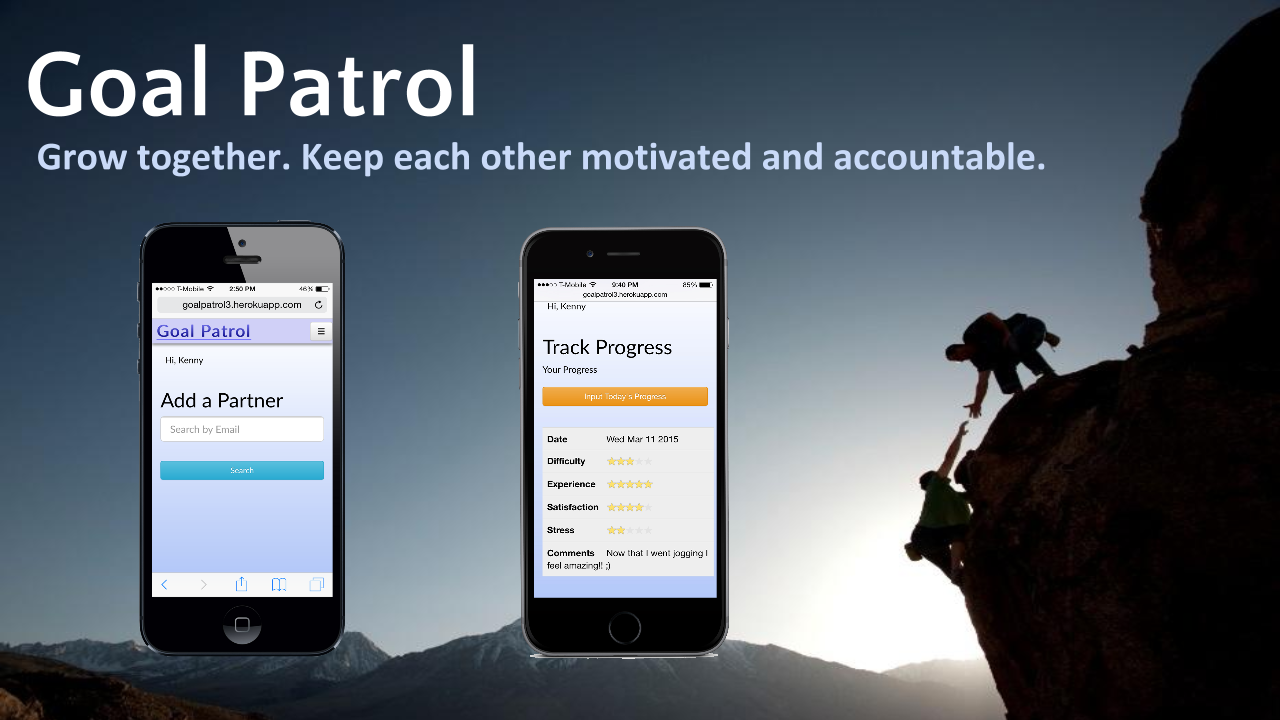 Goal Patrol
Grow together. Keep each other motivated and accountable.
T-Mobile 2:50 PM 46%
goalpatrol3.herokuapp.com
Goal Patrol
Hi, Kenny
Add a Partner
Search by Email
Search
T-Mobile 9:40 PM 85%
goalpatrol3.herokuapp.com
Hi, Kenny
Track Progress
Your Progress
Input Today's Progress
Date Wed Mar 11 2015
Difficulty
Experience
Satisfaction
Stress
Comments Now that I went jogging I
feel amazing!! ;)